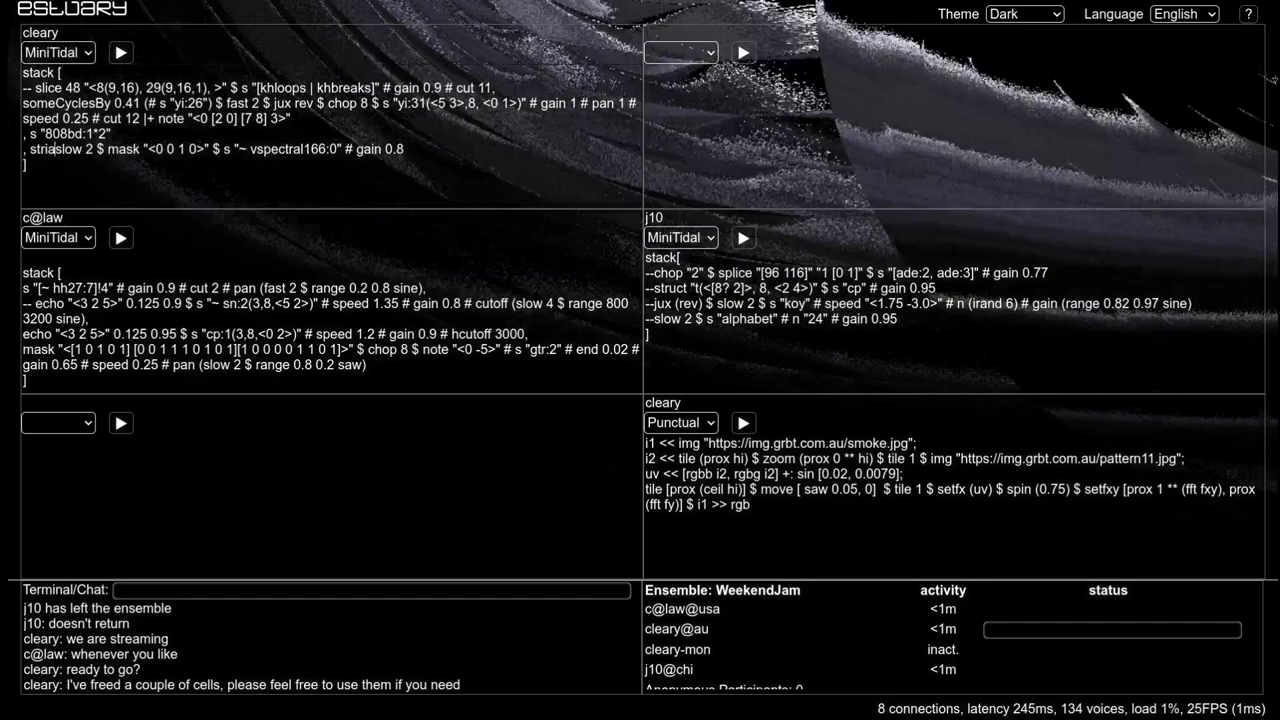 estuary
Theme Dark Language English ?
cleary
MiniTidal
stack [
-- slice 48 "<8(9,16), 29(9,16,1), >" $ s "[khloops | khbreaks]" # gain 0.9 # cut 11,
someCyclesBy 0.41 (# s "yi:26") $ fast 2 $ jux rev $ chop 8 $ s "yi:31(<5 3>,8, <0 1>)" # gain 1 # pan 1 #
speed 0.25 # cut 12 |+ note "<0 [2 0] [7 8] 3>"
, s "808bd:1*2"
, striaslow 2 $ mask "<0 0 1 0>" $ s "~ vspectral166:0" # gain 0.8
]
c@law
MiniTidal
stack [
s "[~ hh27:7]!4" # gain 0.9 # cut 2 # pan (fast 2 $ range 0.2 0.8 sine),
-- echo "<3 2 5>" 0.125 0.9 $ s "~ sn:2(3,8,<5 2>)" # speed 1.35 # gain 0.8 # cutoff (slow 4 $ range 800
3200 sine),
echo "<3 2 5>" 0.125 0.95 $ s "cp:1(3,8,<0 2>)" # speed 1.2 # gain 0.9 # hcutoff 3000,
mask "<[1 0 1 0 1] [0 0 1 1 1 0 1 0 1][1 0 0 0 0 1 1 0 1]>" $ chop 8 $ note "<0 -5>" # s "gtr:2" # end 0.02 #
gain 0.65 # speed 0.25 # pan (slow 2 $ range 0.8 0.2 saw)
]
j10
MiniTidal
stack[
--chop "2" $ splice "[96 116]" "1 [0 1]" $ s "[ade:2, ade:3]" # gain 0.77
--struct "t(<[8? 2]>, 8, <2 4>)" $ s "cp" # gain 0.95
--jux (rev) $ slow 2 $ s "koy" # speed "<1.75 -3.0>" # n (irand 6) # gain (range 0.82 0.97 sine)
--slow 2 $ s "alphabet" # n "24" # gain 0.95
]
cleary
Punctual
i1 << img "https://img.grbt.com.au/smoke.jpg";
i2 << tile (prox hi) $ zoom (prox 0 ** hi) $ tile 1 $ img "https://img.grbt.com.au/pattern11.jpg";
uv << [rgbb i2, rgbg i2] +: sin [0.02, 0.0079];
tile [prox (ceil hi)] $ move [ saw 0.05, 0] $ tile 1 $ setfx (uv) $ spin (0.75) $ setfxy [prox 1 ** (fft fxy), prox
(fft fy)] $ i1 >> rgb
Terminal/Chat:
j10 has left the ensemble
j10: doesn't return
cleary: we are streaming
c@law: whenever you like
cleary: ready to go?
cleary: I've freed a couple of cells, please feel free to use them if you need
Ensemble: WeekendJam activity status
c@law@usa <1m
cleary@au <1m
cleary-mon inact.
j10@chi <1m
Anonymous Participants: 0
8 connections, latency 245ms, 134 voices, load 1%, 25FPS (1ms)